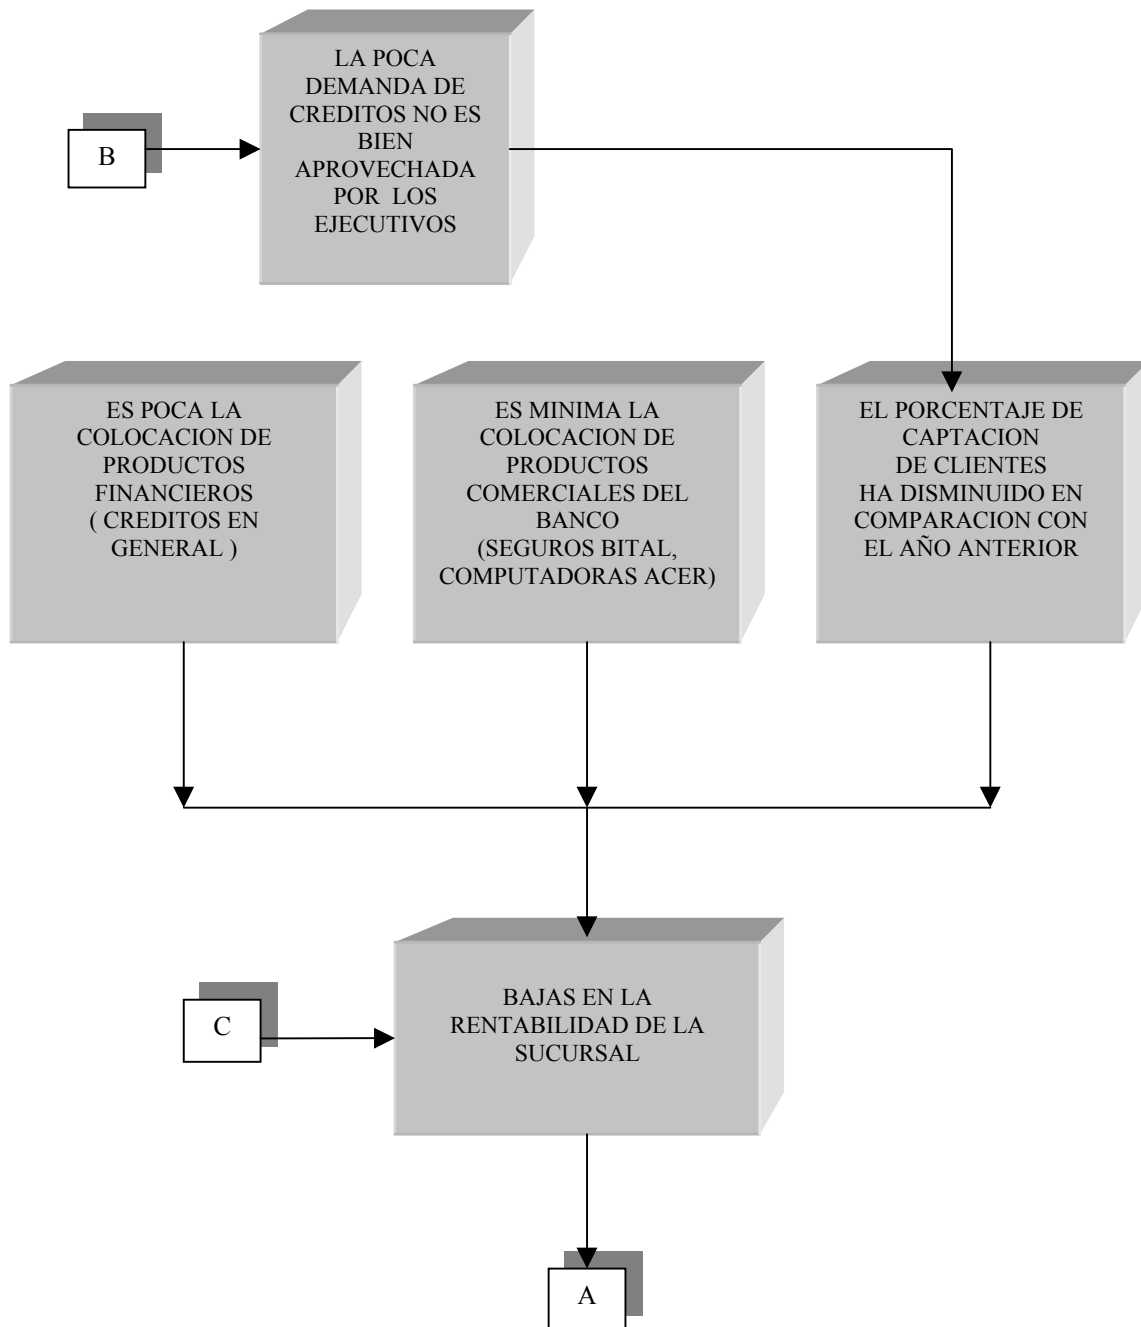 LA POCA
DEMANDA DE
CREDITOS NO ES
BIEN
APROVECHADA
POR LOS
EJECUTIVOS
B
ES POCA LA
COLOCACION DE
PRODUCTOS
FINANCIEROS
( CREDITOS EN
GENERAL )
ES MINIMA LA
COLOCACION DE
PRODUCTOS
COMERCIALES DEL
BANCO
(SEGUROS BITAL,
COMPUTADORAS ACER)
EL PORCENTAJE DE
CAPTACION
DE CLIENTES
HA DISMINUIDO EN
COMPARACION CON
EL AÑO ANTERIOR
C
BAJAS EN LA
RENTABILIDAD DE LA
SUCURSAL
A